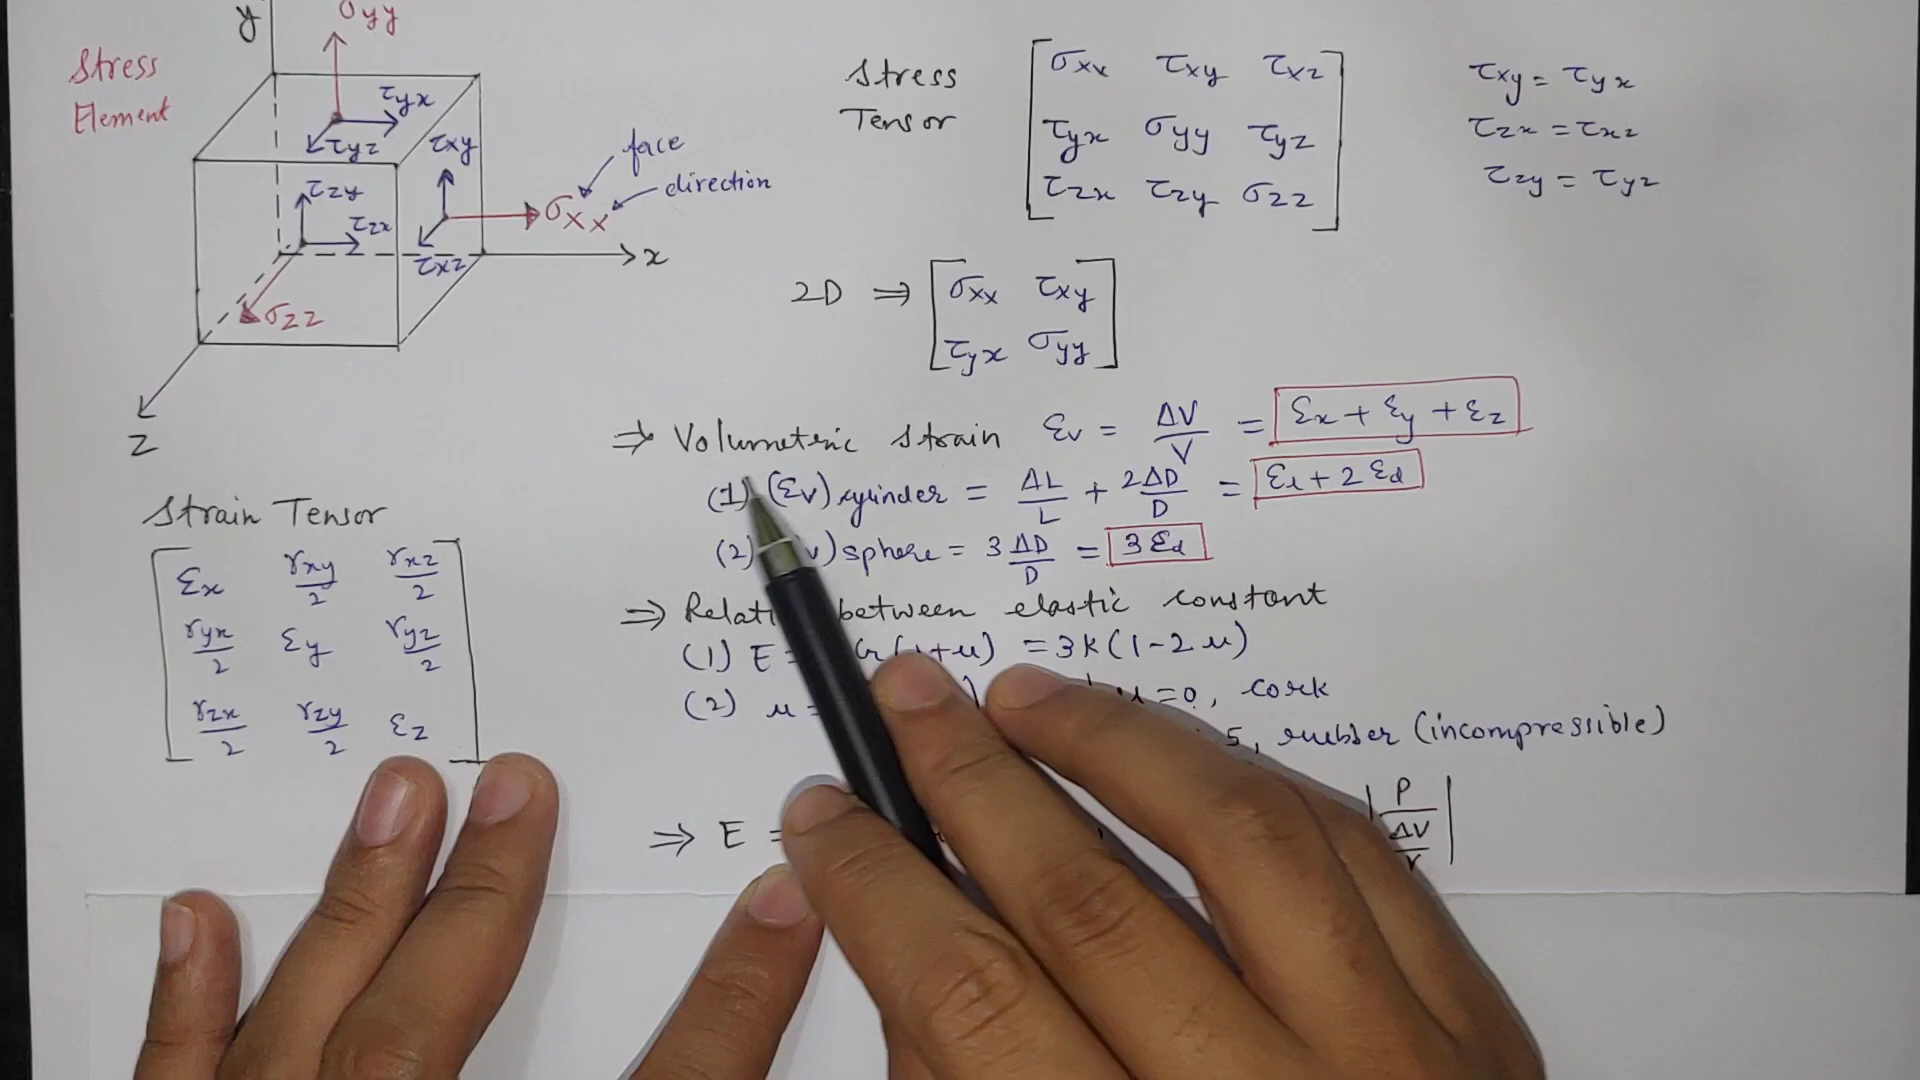 y
σyy
Stress
Element
τyx
τyz
τxy
face
direction
τzy
τzx
σxx
τxz
x
σzz
z
Stress
Tensor
σxx τxy τxz
τyx σyy τyz
τzx τzy σzz
τxy = τyx
τzx = τxz
τzy = τyz
2D ⇒ [σxx τxy
τyx σyy]
⇒ Volumetric strain εv = ΔV/V = εx + εy + εz
(1) (εv)cylinder = ΔL/L + 2ΔD/D = εl + 2εd
(2) v) sphere = 3 ΔD/D = 3εd
Strain Tensor
εx γxy/2 γxz/2
γyx/2 εy γyz/2
γzx/2 γzy/2 εz
⇒ between elastic constant
(1) E = +μ) = 3K(1-2μ)
(2) μ = μ=0, cork
5, rubber (incompressible)
⇒ E = |P/(ΔV/V)|